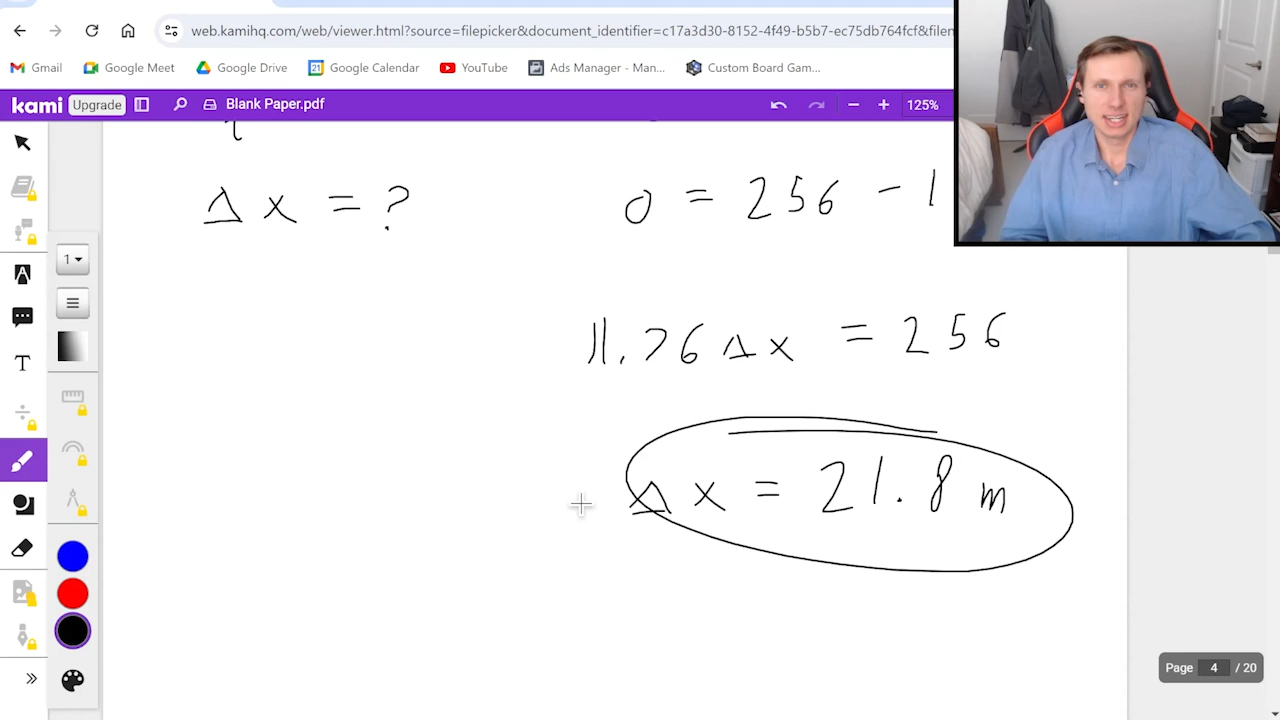 web.kamihq.com/web/viewer.html?source=filepicker&document_identifier=c17a3d30-8152-4f49-b5b7-ec75db764fcf&filen
Gmail Google Meet Google Drive 21 Google Calendar YouTube Ads Manager - Man... Custom Board Gam...
kami Upgrade Blank Paper.pdf 125%
Δx = ?
0 = 256 - 1
1
11.76Δx = 256
Δx = 21.8 m
T
Page 4 / 20